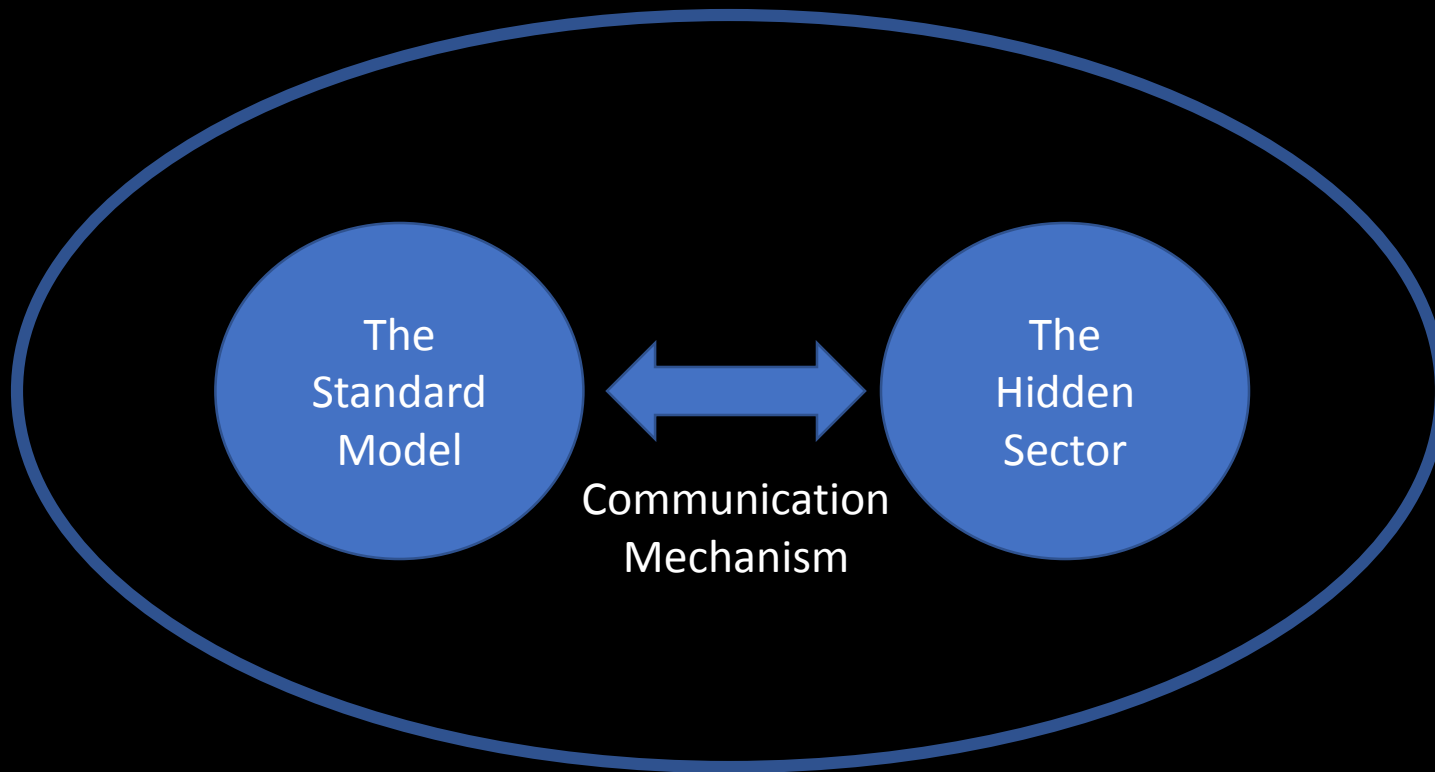 The
Standard
Model
Communication
Mechanism
The
Hidden
Sector